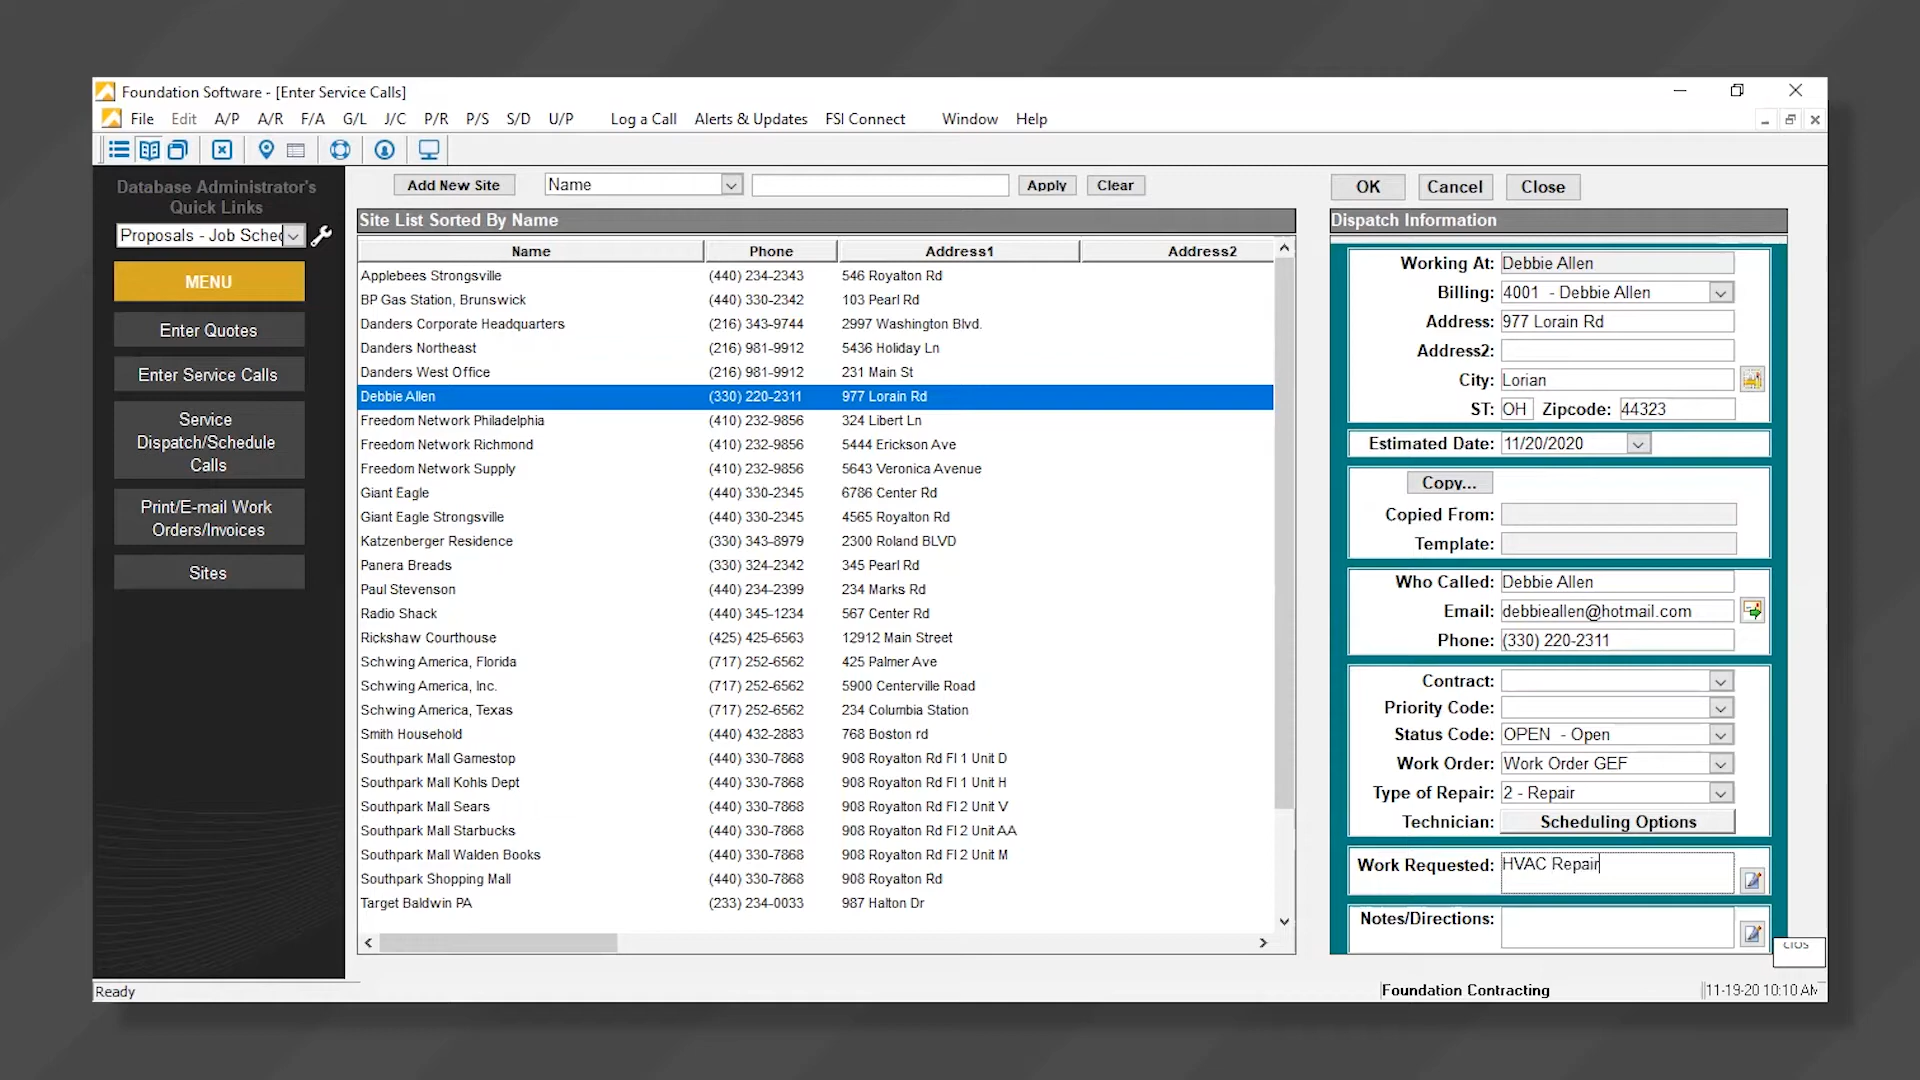 Foundation Software - [Enter Service Calls]
File Edit A/P A/R F/A G/L J/C P/R P/S S/D U/P Log a Call Alerts & Updates FSI Connect Window Help
Database Administrator's
Quick Links
Proposals - Job Sched
MENU
Enter Quotes
Enter Service Calls
Service
Dispatch/Schedule
Calls
Print/E-mail Work
Orders/Invoices
Sites
Add New Site Name Apply Clear
Site List Sorted By Name
Name Phone Address1 Address2
Applebees Strongsville (440) 234-2343 546 Royalton Rd
BP Gas Station, Brunswick (440) 330-2342 103 Pearl Rd
Danders Corporate Headquarters (216) 343-9744 2997 Washington Blvd.
Danders Northeast (216) 981-9912 5436 Holiday Ln
Danders West Office (216) 981-9912 231 Main St
Debbie Allen (330) 220-2311 977 Lorain Rd
Freedom Network Philadelphia (410) 232-9856 324 Libert Ln
Freedom Network Richmond (410) 232-9856 5444 Erickson Ave
Freedom Network Supply (410) 232-9856 5643 Veronica Avenue
Giant Eagle (440) 330-2345 6786 Center Rd
Giant Eagle Strongsville (440) 330-2345 4565 Royalton Rd
Katzenberger Residence (330) 343-8979 2300 Roland BLVD
Panera Breads (330) 324-2342 345 Pearl Rd
Paul Stevenson (440) 234-2399 234 Marks Rd
Radio Shack (440) 345-1234 567 Center Rd
Rickshaw Courthouse (425) 425-6563 12912 Main Street
Schwing America, Florida (717) 252-6562 425 Palmer Ave
Schwing America, Inc. (717) 252-6562 5900 Centerville Road
Schwing America, Texas (717) 252-6562 234 Columbia Station
Smith Household (440) 432-2883 768 Boston rd
Southpark Mall Gamestop (440) 330-7868 908 Royalton Rd Fl 1 Unit D
Southpark Mall Kohls Dept (440) 330-7868 908 Royalton Rd Fl 1 Unit H
Southpark Mall Sears (440) 330-7868 908 Royalton Rd Fl 2 Unit V
Southpark Mall Starbucks (440) 330-7868 908 Royalton Rd Fl 2 Unit AA
Southpark Mall Walden Books (440) 330-7868 908 Royalton Rd Fl 2 Unit M
Southpark Shopping Mall (440) 330-7868 908 Royalton Rd
Target Baldwin PA (233) 234-0033 987 Halton Dr
OK Cancel Close
Dispatch Information
Working At: Debbie Allen
Billing: 4001 - Debbie Allen
Address: 977 Lorain Rd
Address2:
City: Lorian
ST: OH Zipcode: 44323
Estimated Date: 11/20/2020
Copy...
Copied From:
Template:
Who Called: Debbie Allen
Email: debbieallen@hotmail.com
Phone: (330) 220-2311
Contract:
Priority Code:
Status Code: OPEN - Open
Work Order: Work Order GEF
Type of Repair: 2 - Repair
Technician: Scheduling Options
Work Requested: HVAC Repair
Notes/Directions:
Ready
Foundation Contracting
11-19-20 10:10 AM